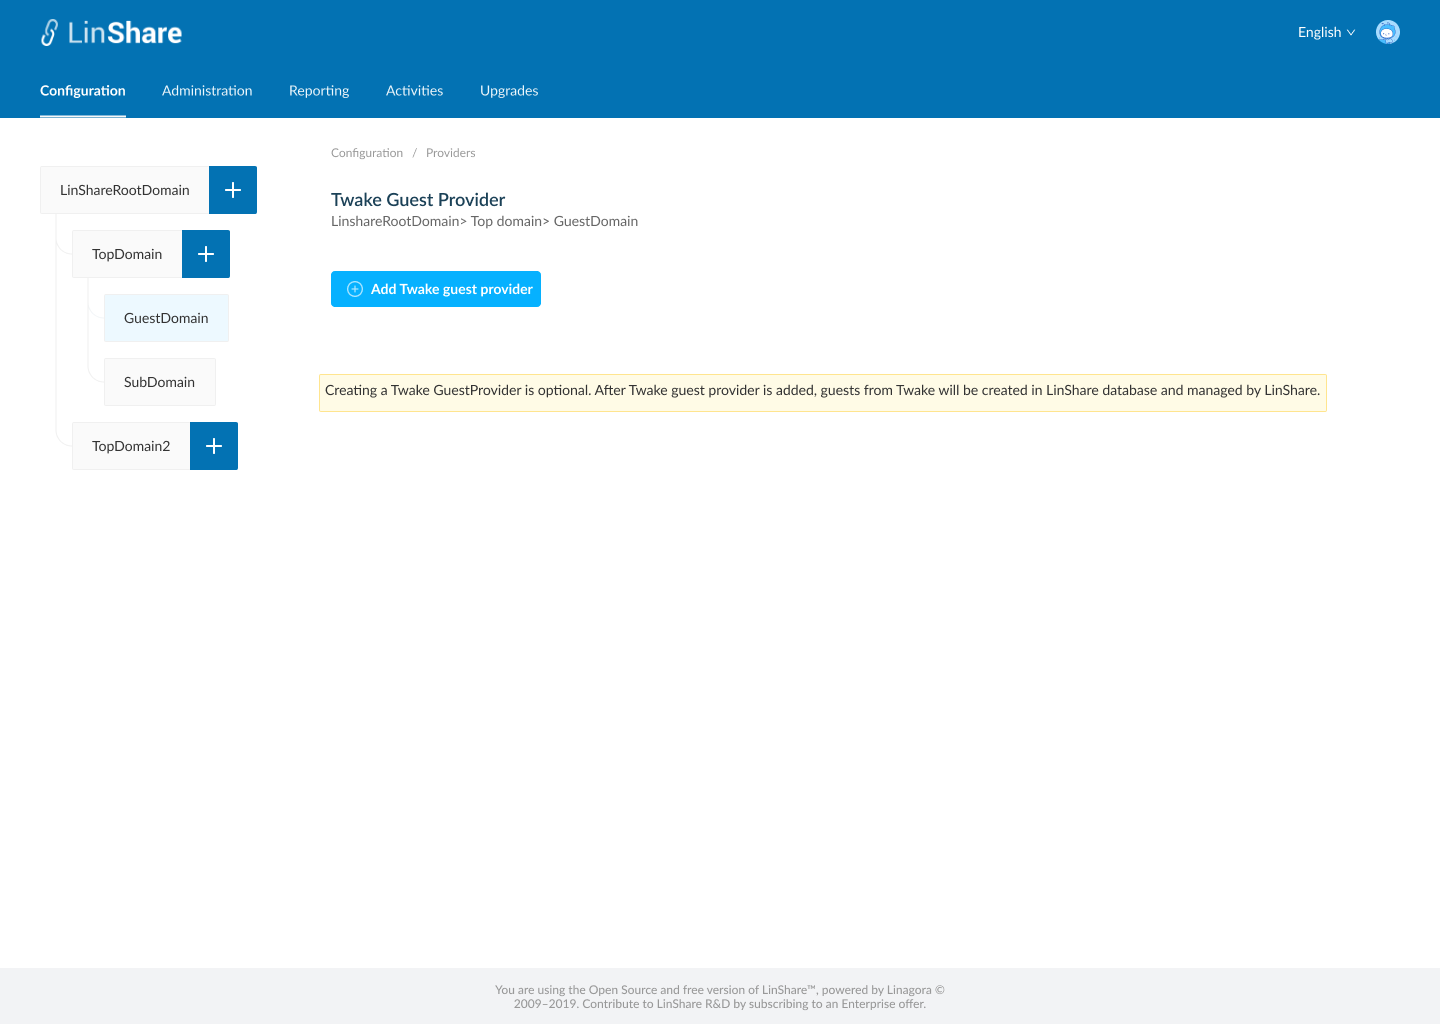 LinShare
English
Configuration
Administration
Reporting
Activities
Upgrades
Configuration / Providers
LinShareRootDomain
TopDomain
GuestDomain
SubDomain
TopDomain2
Twake Guest Provider
LinshareRootDomain> Top domain> GuestDomain
Add Twake guest provider
Creating a Twake GuestProvider is optional. After Twake guest provider is added, guests from Twake will be created in LinShare database and managed by LinShare.
You are using the Open Source and free version of LinShare™, powered by Linagora ©
2009–2019. Contribute to LinShare R&D by subscribing to an Enterprise offer.